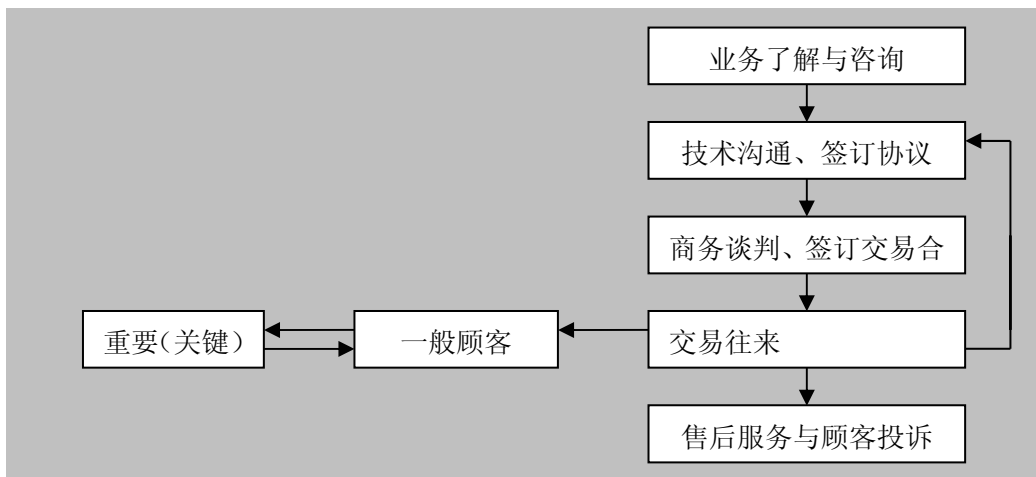 业务了解与咨询
技术沟通、签订协议
商务谈判、签订交易合
重要（关键）
一般顾客
交易往来
售后服务与顾客投诉